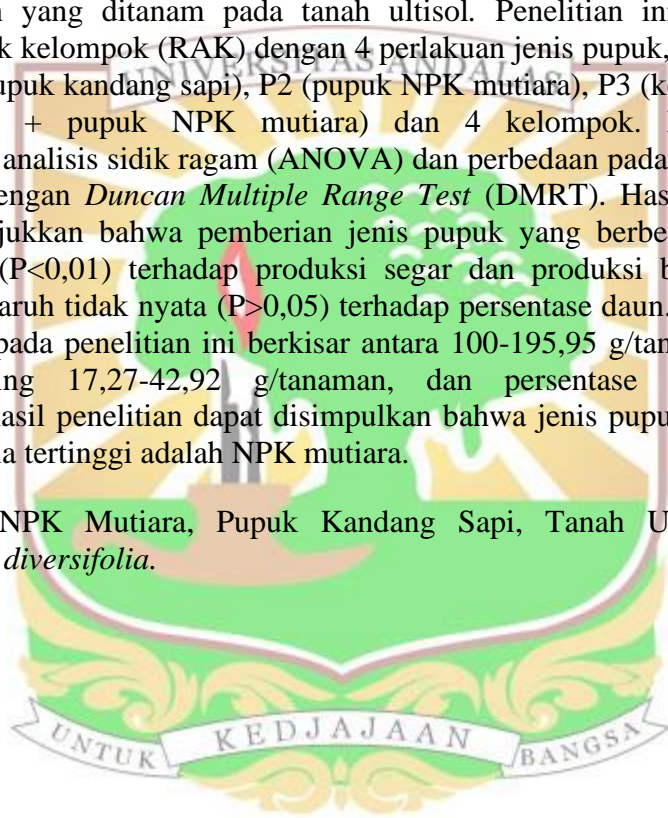 yang ditanam pada tanah ultisol. Penelitian in
k kelompok (RAK) dengan 4 perlakuan jenis pupuk,
upuk kandang sapi), P2 (pupuk NPK mutiara), P3 (k
+ pupuk NPK mutiara) dan 4 kelompok.
analisis sidik ragam (ANOVA) dan perbedaan pada
engan Duncan Multiple Range Test (DMRT). Has
jukkan bahwa pemberian jenis pupuk yang berbe
(P<0,01) terhadap produksi segar dan produksi b
aruh tidak nyata (P>0,05) terhadap persentase daun.
pada penelitian ini berkisar antara 100-195,95 g/tan
ing 17,27-42,92 g/tanaman, dan persentase
asil penelitian dapat disimpulkan bahwa jenis pupu
a tertinggi adalah NPK mutiara.
NPK Mutiara, Pupuk Kandang Sapi, Tanah U
diversifolia.
UNIVERSITAS ANDALAS
UNTUK KEDJAJAAN BANGSA